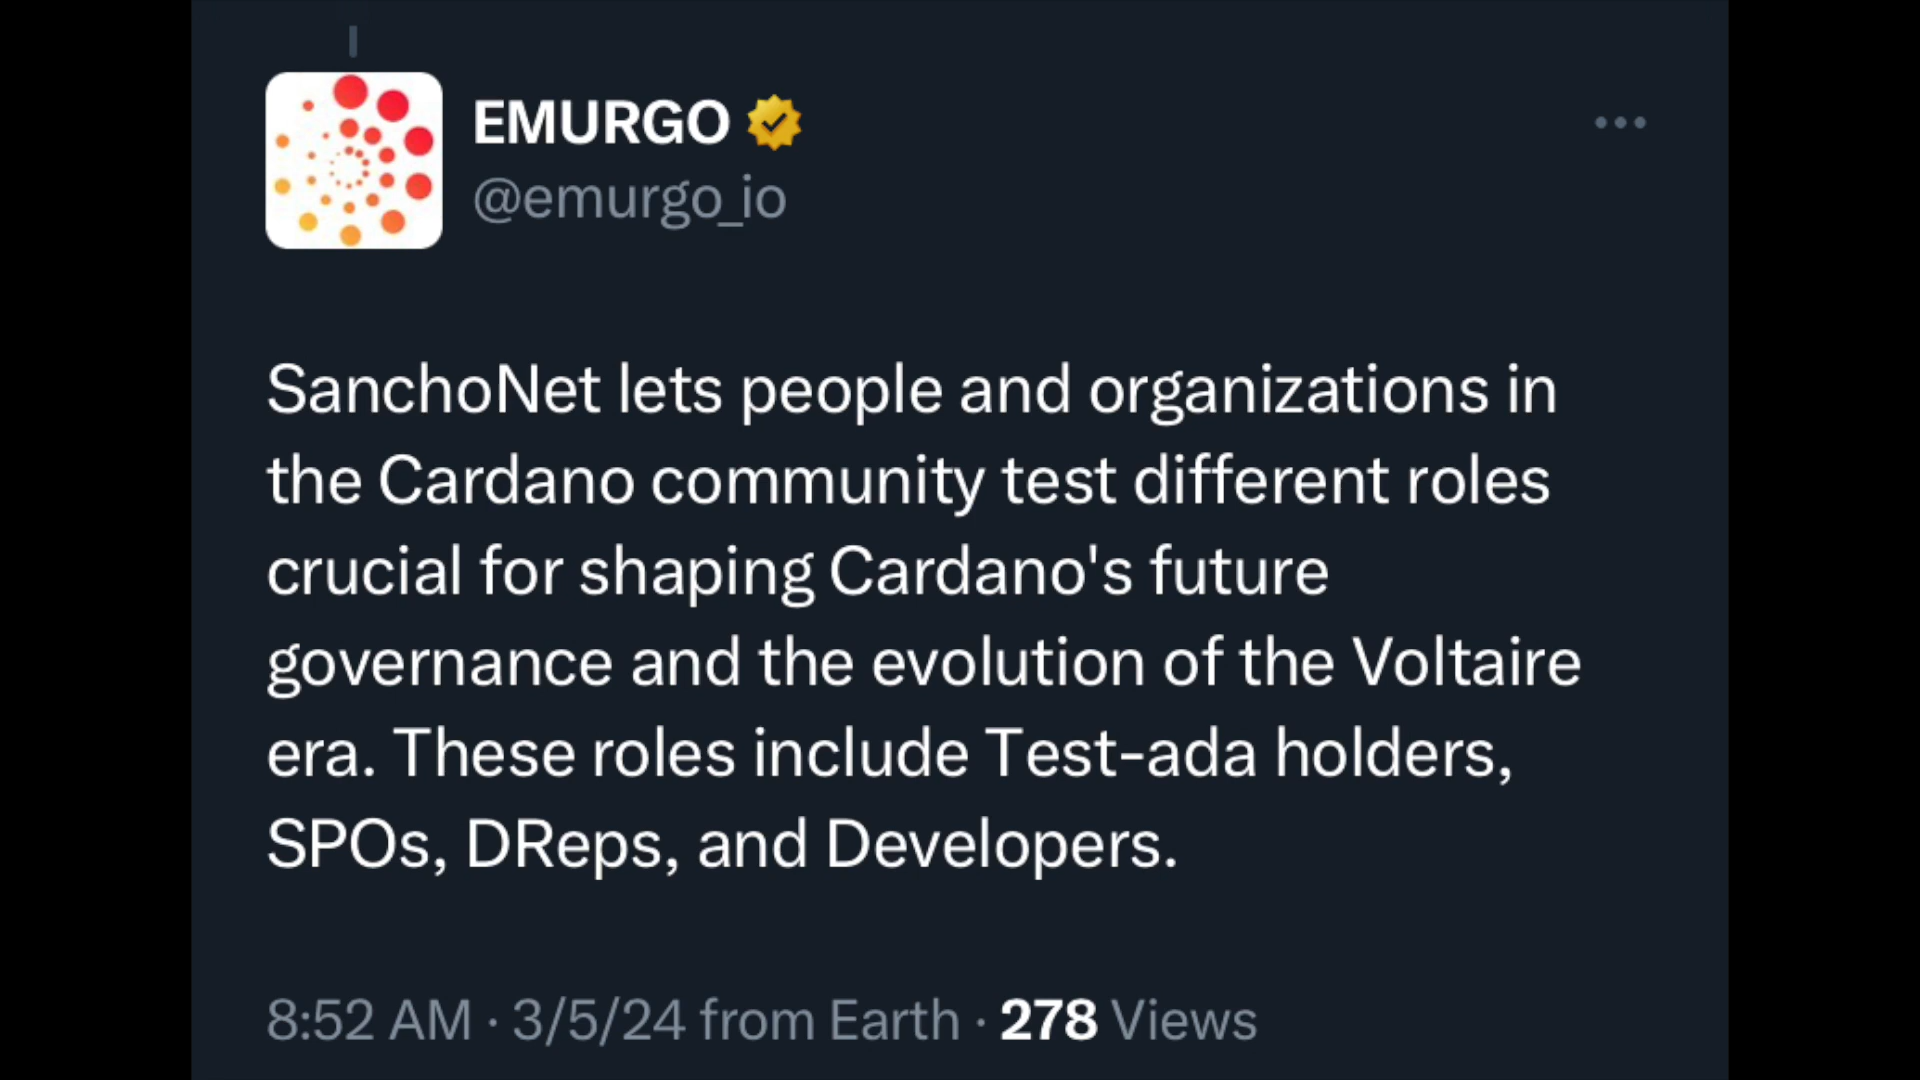 EMURGO
@emurgo_io
SanchoNet lets people and organizations in
the Cardano community test different roles
crucial for shaping Cardano's future
governance and the evolution of the Voltaire
era. These roles include Test-ada holders,
SPOs, DReps, and Developers.
8:52 AM · 3/5/24 from Earth · 278 Views